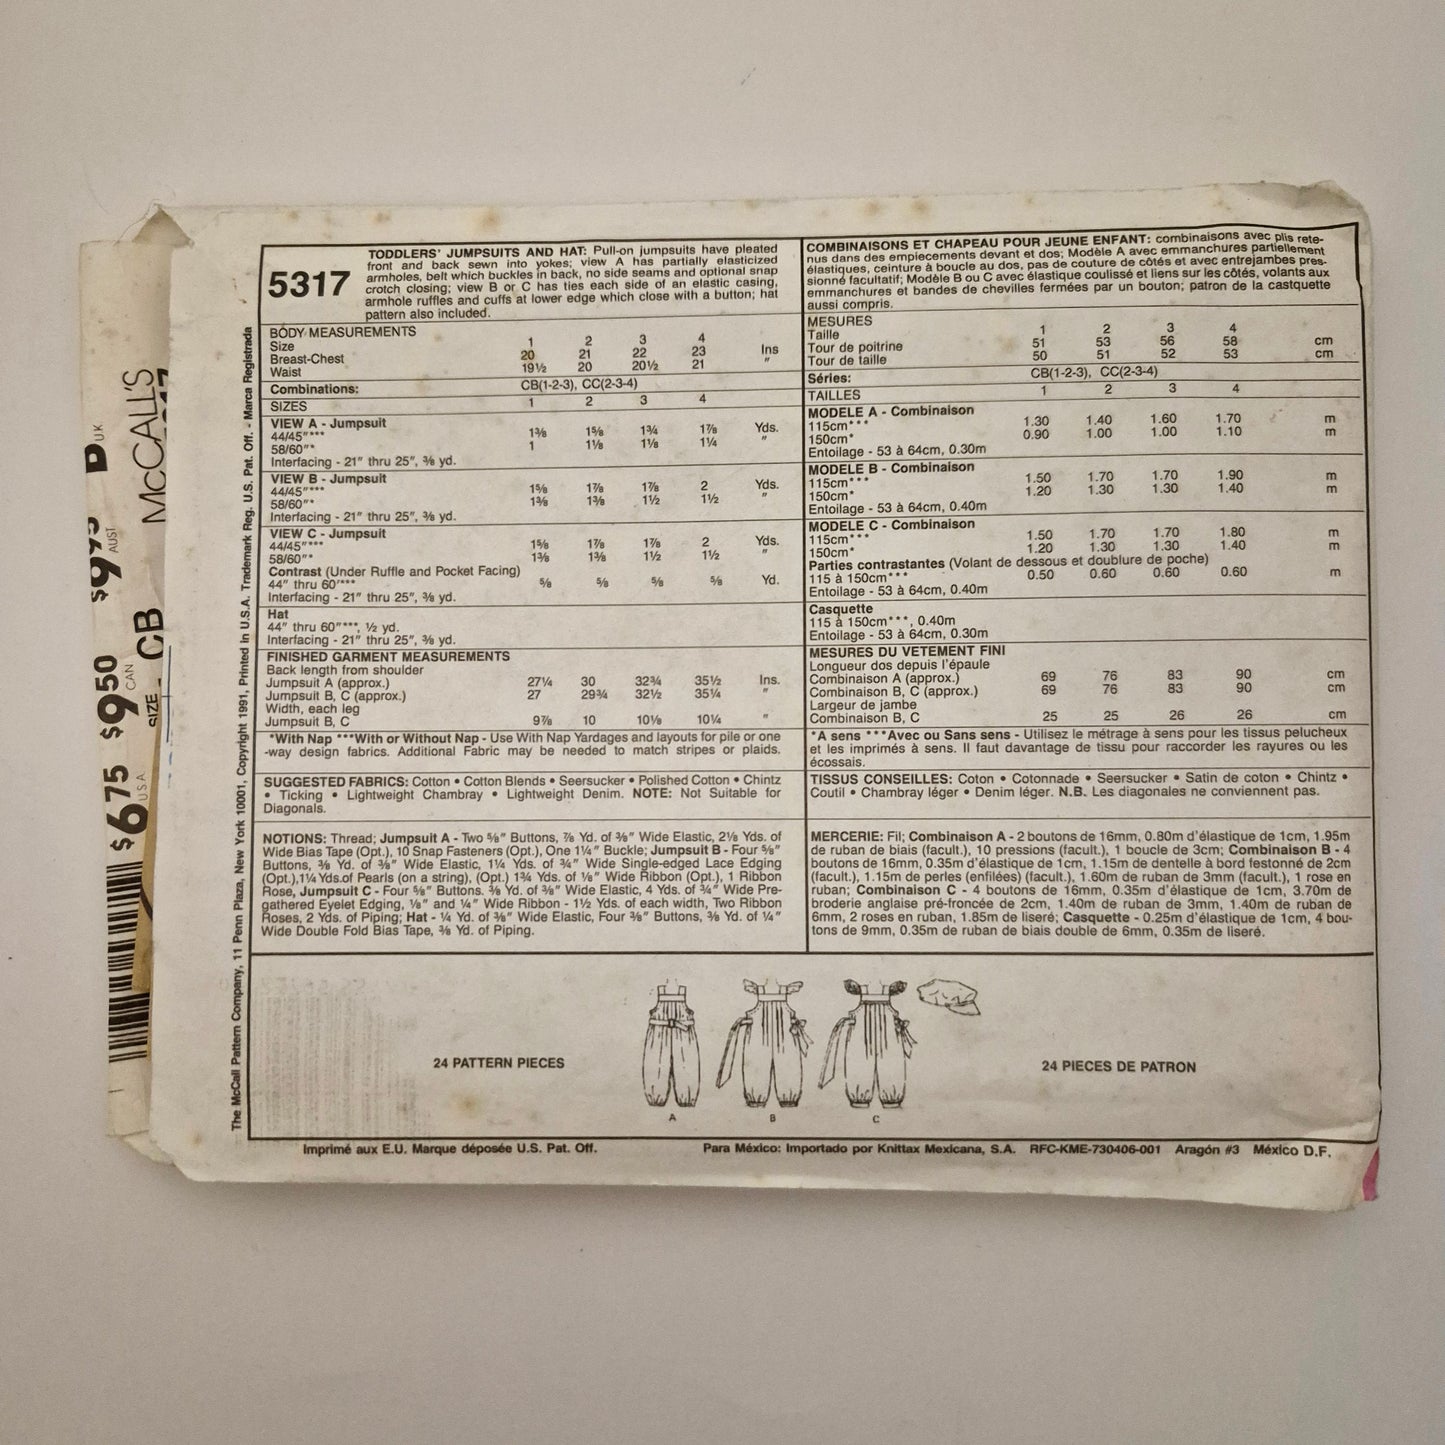 5317
TODDLERS' JUMPSUITS AND HAT: Pull-on jumpsuits have pleated
front and back sewn into yokes; view A has partially elasticized
armholes, belt which buckles in back, no side seams and optional snap
crotch closing; view B or C has ties each side of an elastic casing,
armhole ruffles and cuffs at lower edge which close with a button; hat
pattern also included.
BODY MEASUREMENTS
Size 1 2 3 4
Breast-Chest 20 21 22 23 Ins
Waist 19½ 20 20½ 21 "
Combinations: CB(1-2-3), CC(2-3-4)
SIZES 1 2 3 4
VIEW A - Jumpsuit
44/45"*** 1⅜ 1⅝ 1¾ 1⅞ Yds.
58/60"* 1 1⅛ 1⅛ 1¼ "
Interfacing - 21" thru 25", ⅜ yd.
VIEW B - Jumpsuit
44/45"*** 1⅝ 1⅞ 1⅞ 2 Yds.
58/60"* 1⅜ 1⅜ 1½ 1½ "
Interfacing - 21" thru 25", ⅜ yd.
VIEW C - Jumpsuit
44/45"*** 1⅝ 1⅞ 1⅞ 2 Yds.
58/60"* 1⅜ 1⅜ 1½ 1½ "
Contrast (Under Ruffle and Pocket Facing)
44" thru 60"*** ⅝ ⅝ ⅝ ⅝ Yd.
Interfacing - 21" thru 25", ⅜ yd.
Hat
44" thru 60"***, ½ yd.
Interfacing - 21" thru 25", ⅜ yd.
FINISHED GARMENT MEASUREMENTS
Back length from shoulder
Jumpsuit A (approx.) 27¼ 30 32¾ 35½ Ins.
Jumpsuit B, C (approx.) 27 29¾ 32½ 35¼ "
Width, each leg
Jumpsuit B, C 9⅞ 10 10⅛ 10¼ "
*With Nap ***With or Without Nap - Use With Nap Yardages and layouts for pile or one
-way design fabrics. Additional Fabric may be needed to match stripes or plaids.
SUGGESTED FABRICS: Cotton • Cotton Blends • Seersucker • Polished Cotton • Chintz
• Ticking • Lightweight Chambray • Lightweight Denim. NOTE: Not Suitable for
Diagonals.
NOTIONS: Thread; Jumpsuit A - Two ⅝" Buttons, ⅞ Yd. of ⅜" Wide Elastic, 2⅛ Yds. of
Wide Bias Tape (Opt.), 10 Snap Fasteners (Opt.), One 1¼" Buckle; Jumpsuit B - Four ⅝"
Buttons, ⅜ Yd. of ⅜" Wide Elastic, 1¼ Yds. of ¾" Wide Single-edged Lace Edging
(Opt.),1¼ Yds.of Pearls (on a string), (Opt.) 1¾ Yds. of ⅛" Wide Ribbon (Opt.), 1 Ribbon
Rose, Jumpsuit C - Four ⅝" Buttons. ⅜ Yd. of ⅜" Wide Elastic, 4 Yds. of ¾" Wide Pre-
gathered Eyelet Edging, ⅛" and ¼" Wide Ribbon - 1½ Yds. of each width, Two Ribbon
Roses, 2 Yds. of Piping; Hat - ¼ Yd. of ⅜" Wide Elastic, Four ⅜" Buttons, ⅜ Yd. of ¼"
Wide Double Fold Bias Tape, ⅜ Yd. of Piping.
COMBINAISONS ET CHAPEAU POUR JEUNE ENFANT: combinaisons avec plis rete-
nus dans des empiecements devant et dos; Modèle A avec emmanchures partiellement
élastiques, ceinture à boucle au dos, pas de couture de côtés et avec entrejambes pres-
sionné facultatif; Modèle B ou C avec élastique coulissé et liens sur les côtés, volants aux
emmanchures et bandes de chevilles fermées par un bouton; patron de la castquette
aussi compris.
MESURES
Taille 1 2 3 4
Tour de poitrine 51 53 56 58 cm
Tour de taille 50 51 52 53 cm
Séries: CB(1-2-3), CC(2-3-4)
TAILLES 1 2 3 4
MODELE A - Combinaison
115cm*** 1.30 1.40 1.60 1.70 m
150cm* 0.90 1.00 1.00 1.10 m
Entoilage - 53 à 64cm, 0.30m
MODELE B - Combinaison
115cm*** 1.50 1.70 1.70 1.90 m
150cm* 1.20 1.30 1.30 1.40 m
Entoilage - 53 à 64cm, 0.40m
MODELE C - Combinaison
115cm*** 1.50 1.70 1.70 1.80 m
150cm* 1.20 1.30 1.30 1.40 m
Parties contrastantes (Volant de dessous et doublure de poche)
115 à 150cm*** 0.50 0.60 0.60 0.60 m
Entoilage - 53 à 64cm, 0.40m
Casquette
115 à 150cm***, 0.40m
Entoilage - 53 à 64cm, 0.30m
MESURES DU VETEMENT FINI
Longueur dos depuis l'épaule
Combinaison A (approx.) 69 76 83 90 cm
Combinaison B, C (approx.) 69 76 83 90 cm
Largeur de jambe
Combinaison B, C 25 25 26 26 cm
*A sens ***Avec ou Sans sens - Utilisez le métrage à sens pour les tissus pelucheux
et les imprimés à sens. Il faut davantage de tissu pour raccorder les rayures ou les
écossais.
TISSUS CONSEILLES: Coton • Cotonnade • Seersucker • Satin de coton • Chintz •
Coutil • Chambray léger • Denim léger. N.B. Les diagonales ne conviennent pas.
MERCERIE: Fil; Combinaison A - 2 boutons de 16mm, 0.80m d'élastique de 1cm, 1.95m
de ruban de biais (facult.), 10 pressions (facult.), 1 boucle de 3cm; Combinaison B - 4
boutons de 16mm, 0.35m d'élastique de 1cm, 1.15m de dentelle à bord festonné de 2cm
(facult.), 1.15m de perles (enfilées) (facult.), 1.60m de ruban de 3mm (facult.), 1 rose en
ruban; Combinaison C - 4 boutons de 16mm, 0.35m d'élastique de 1cm, 3.70m de
broderie anglaise pré-froncée de 2cm, 1.40m de ruban de 3mm, 1.40m de ruban de
6mm, 2 roses en ruban, 1.85m de liseré; Casquette - 0.25m d'élastique de 1cm, 4 bou-
tons de 9mm, 0.35m de ruban de biais double de 6mm, 0.35m de liseré.
24 PATTERN PIECES
A B C
24 PIECES DE PATRON
Imprimé aux E.U. Marque déposée U.S. Pat. Off.
Para México: Importado por Knittax Mexicana, S.A. RFC-KME-730406-001 Aragón #3 México D.F.
The McCall Pattern Company, 11 Penn Plaza, New York 10001, Copyright 1991, Printed in U.S.A. Trademark Reg. U.S. Pat. Off. - Marca Registrada
McCALL'S
SIZE CB
$675 USA $950 CAN $995 AUST D UK